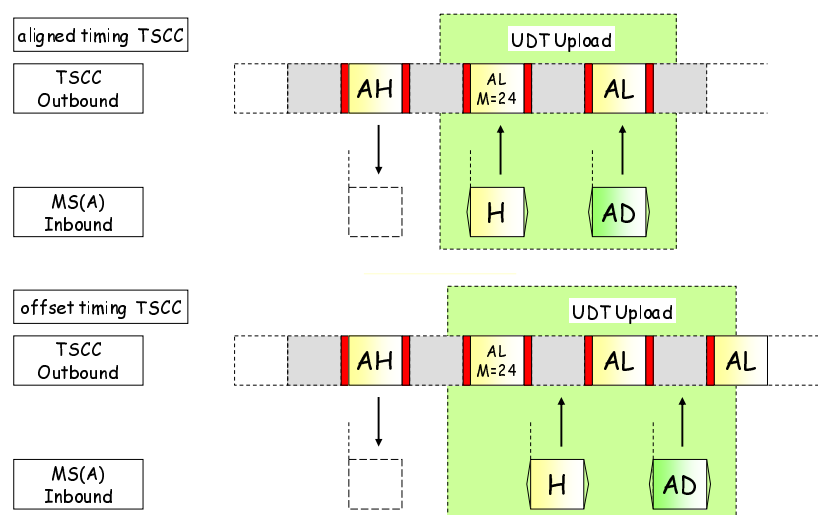 aligned timing TSCC
UDT Upload
TSCC
Outbound
AH
AL
M=24
AL
MS(A)
Inbound
H
AD
offset timing TSCC
UDT Upload
TSCC
Outbound
AH
AL
M=24
AL
AL
MS(A)
Inbound
H
AD